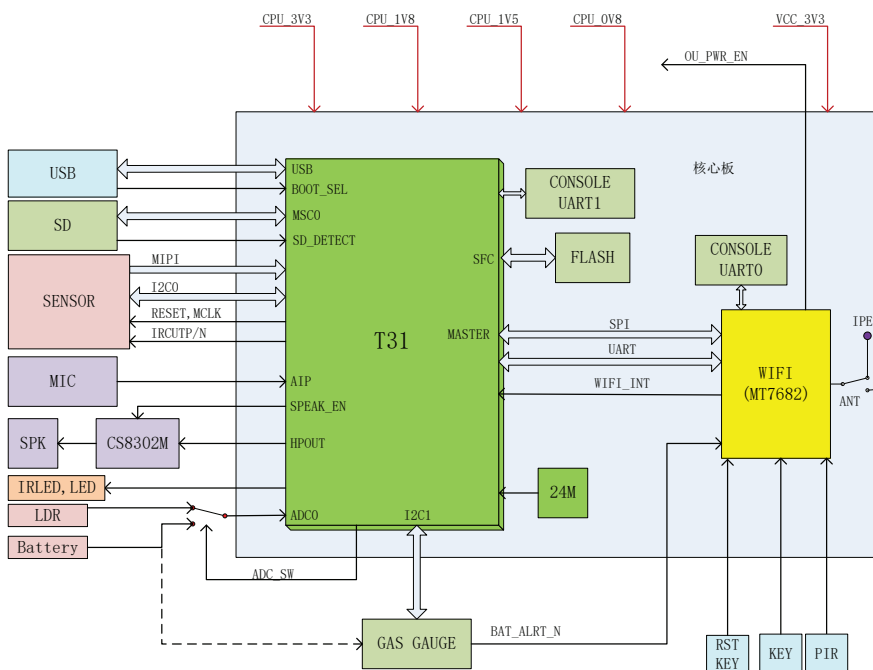 CPU_3V3
CPU_1V8
CPU_1V5
CPU_0V8
VCC_3V3
OU_PWR_EN
核心板
USB
SD
SENSOR
MIC
SPK
CS8302M
IRLED, LED
LDR
Battery
MIPI
I2C0
RESET, MCLK
IRCUTP/N
USB
BOOT_SEL
MSC0
SD_DETECT
AIP
SPEAK_EN
HPOUT
ADC0
I2C1
T31
SFC
MASTER
CONSOLE
UART1
FLASH
CONSOLE
UART0
SPI
UART
WIFI_INT
WIFI
(MT7682)
IPE
ANT
24M
ADC_SW
GAS GAUGE
BAT_ALRT_N
RST
KEY
KEY
PIR